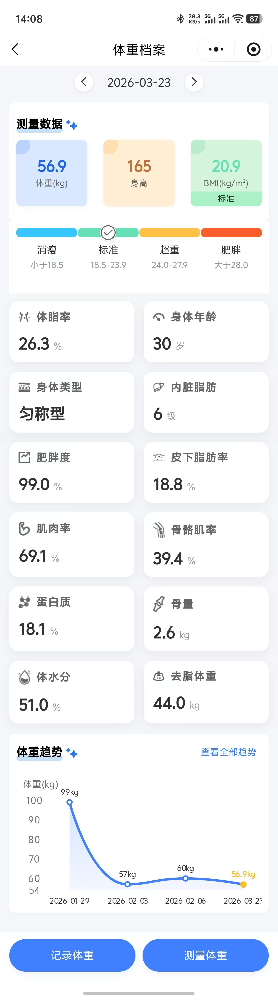 14:08
28.3 KB/s 5G 5G 87
体重档案
2026-03-23
测量数据
56.9 165 20.9
体重(kg) 身高 BMI(kg/m²)
标准
消瘦 标准 超重 肥胖
小于18.5 18.5-23.9 24.0-27.9 大于28.0
体脂率 身体年龄
26.3 % 30 岁
身体类型 内脏脂肪
匀称型 6 级
肥胖度 皮下脂肪率
99.0 % 18.8 %
肌肉率 骨骼肌率
69.1 % 39.4 %
蛋白质 骨量
18.1 % 2.6 kg
体水分 去脂体重
51.0 % 44.0 kg
体重趋势 查看全部趋势
体重(kg)
99kg
100
90
80
70
57kg 60kg 56.9kg
60
54
2026-01-29 2026-02-03 2026-02-06 2026-03-23
记录体重 测量体重